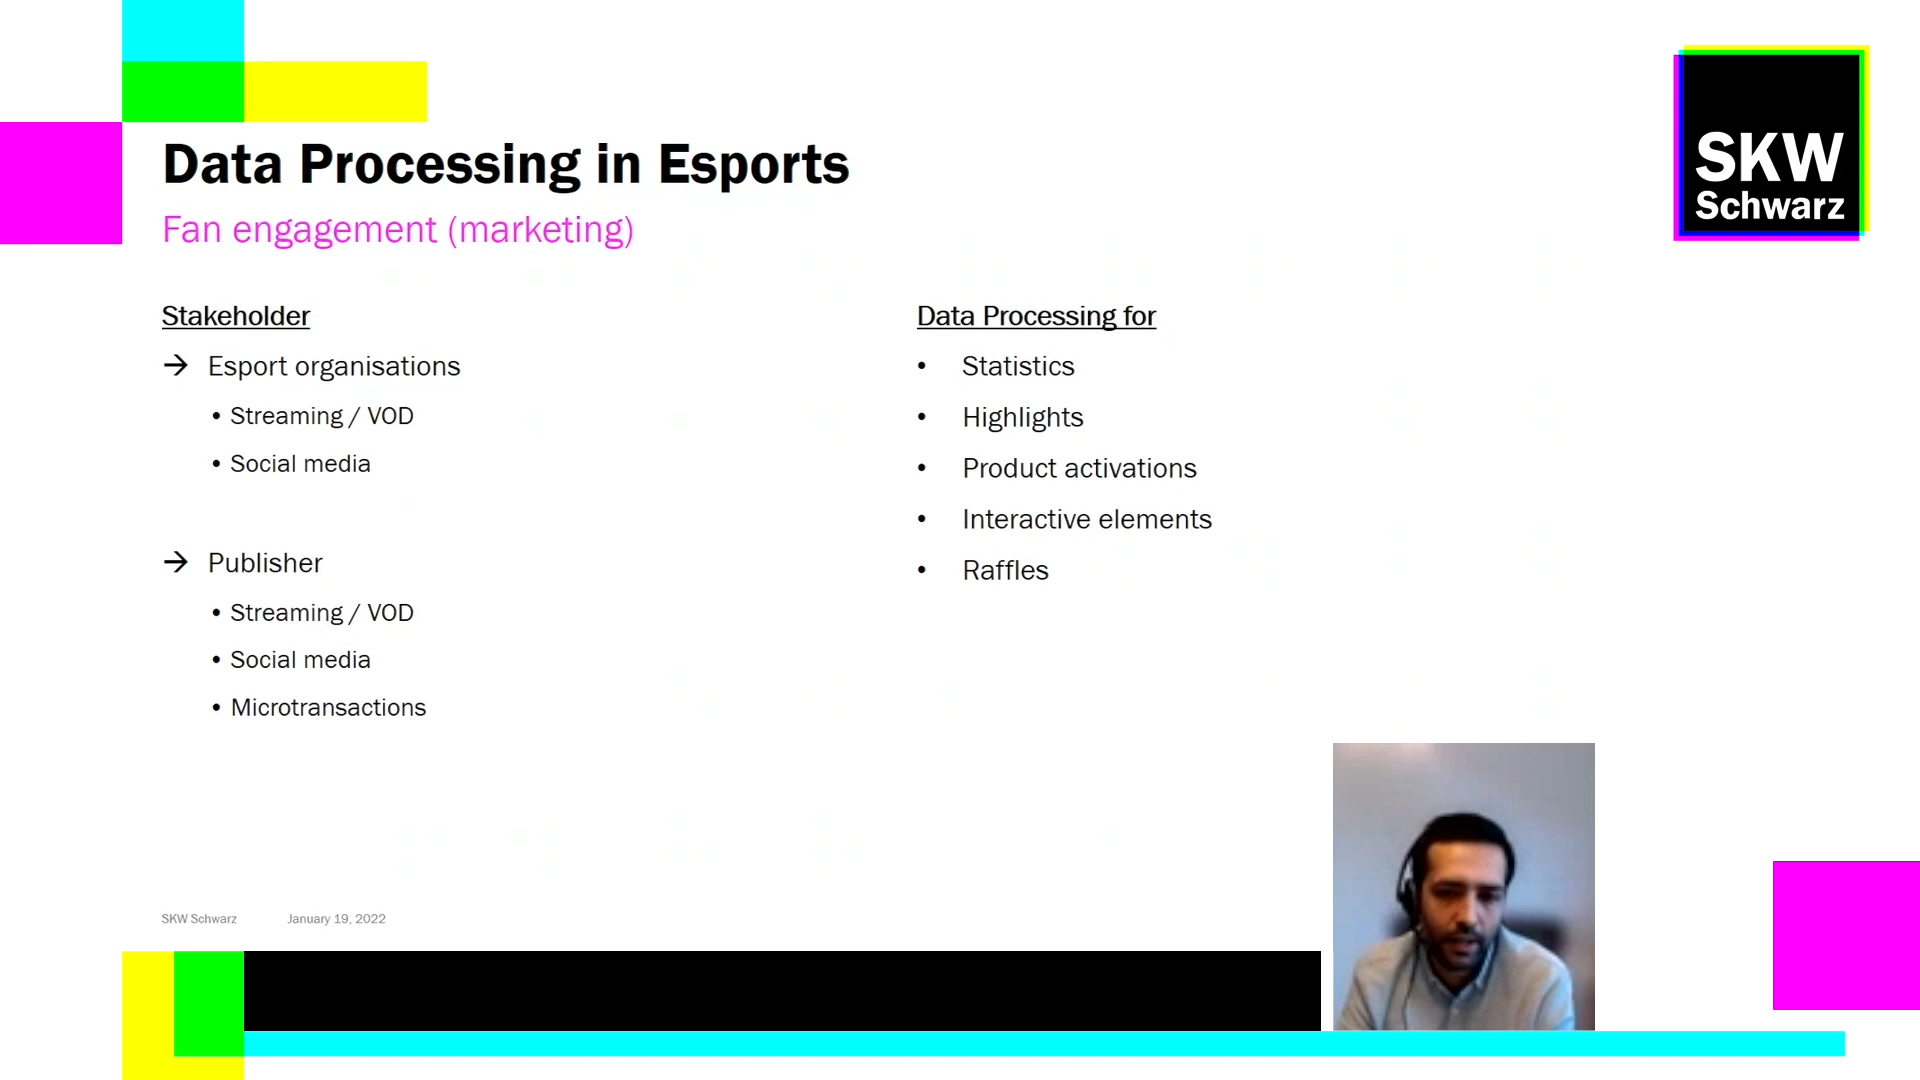 SKW
Schwarz
Data Processing in Esports
Fan engagement (marketing)
Stakeholder
→ Esport organisations
• Streaming / VOD
• Social media
→ Publisher
• Streaming / VOD
• Social media
• Microtransactions
Data Processing for
• Statistics
• Highlights
• Product activations
• Interactive elements
• Raffles
SKW Schwarz January 19, 2022